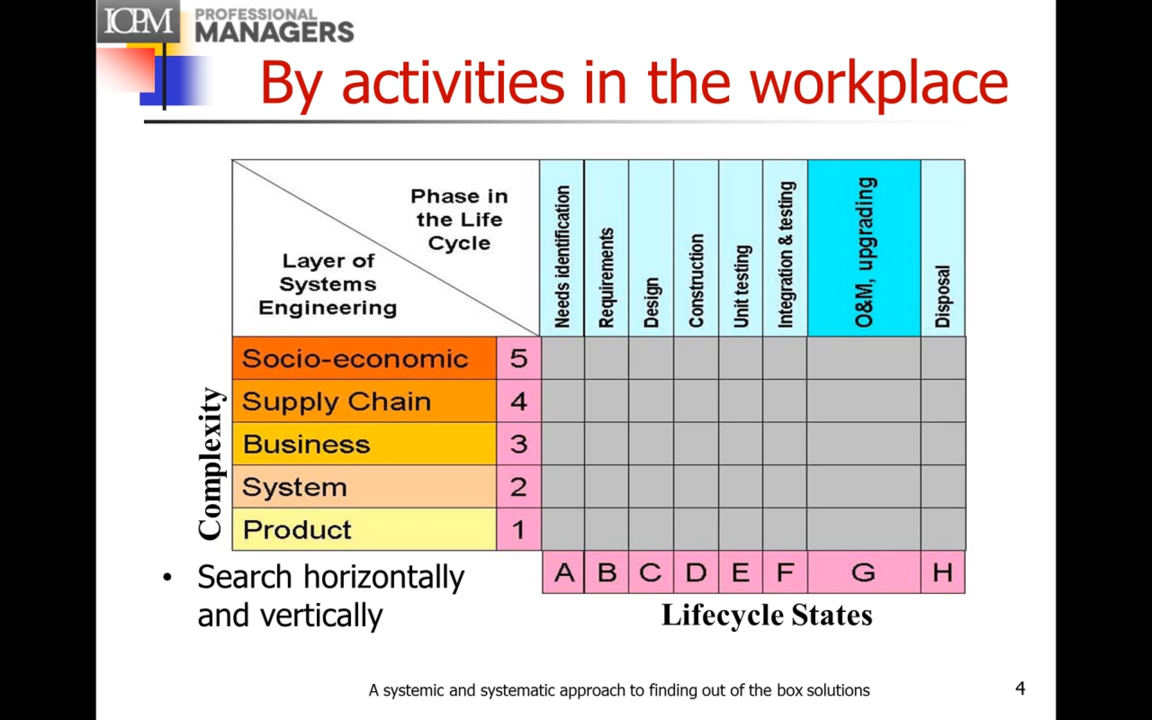 ICPM PROFESSIONAL
MANAGERS
By activities in the workplace
Phase in
the Life
Cycle
Layer of
Systems
Engineering
Needs identification
Requirements
Design
Construction
Unit testing
Integration & testing
O&M, upgrading
Disposal
Complexity
Socio-economic 5
Supply Chain 4
Business 3
System 2
Product 1
A B C D E F G H
Lifecycle States
• Search horizontally
and vertically
A systemic and systematic approach to finding out of the box solutions
4